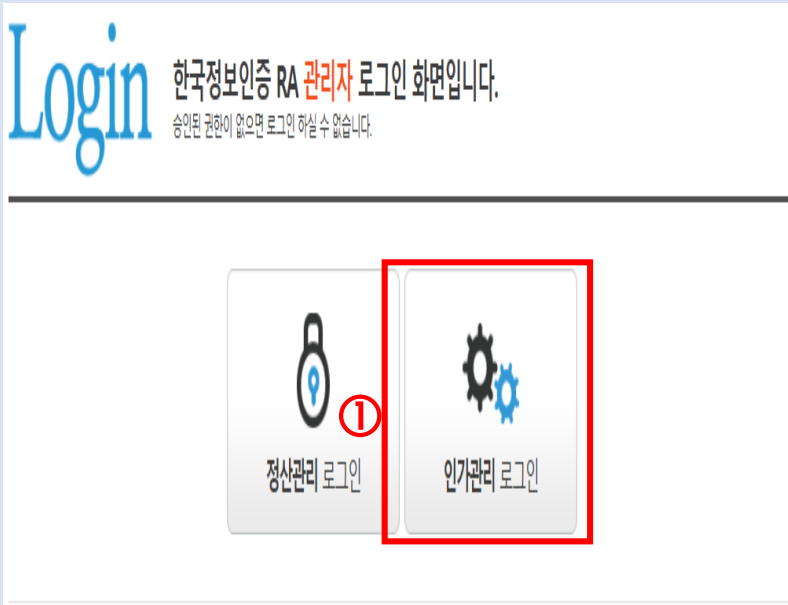 Login
한국정보인증 RA 관리자 로그인 화면입니다.
승인된 권한이 없으면 로그인 하실 수 없습니다.
①
정산관리 로그인
인가관리 로그인